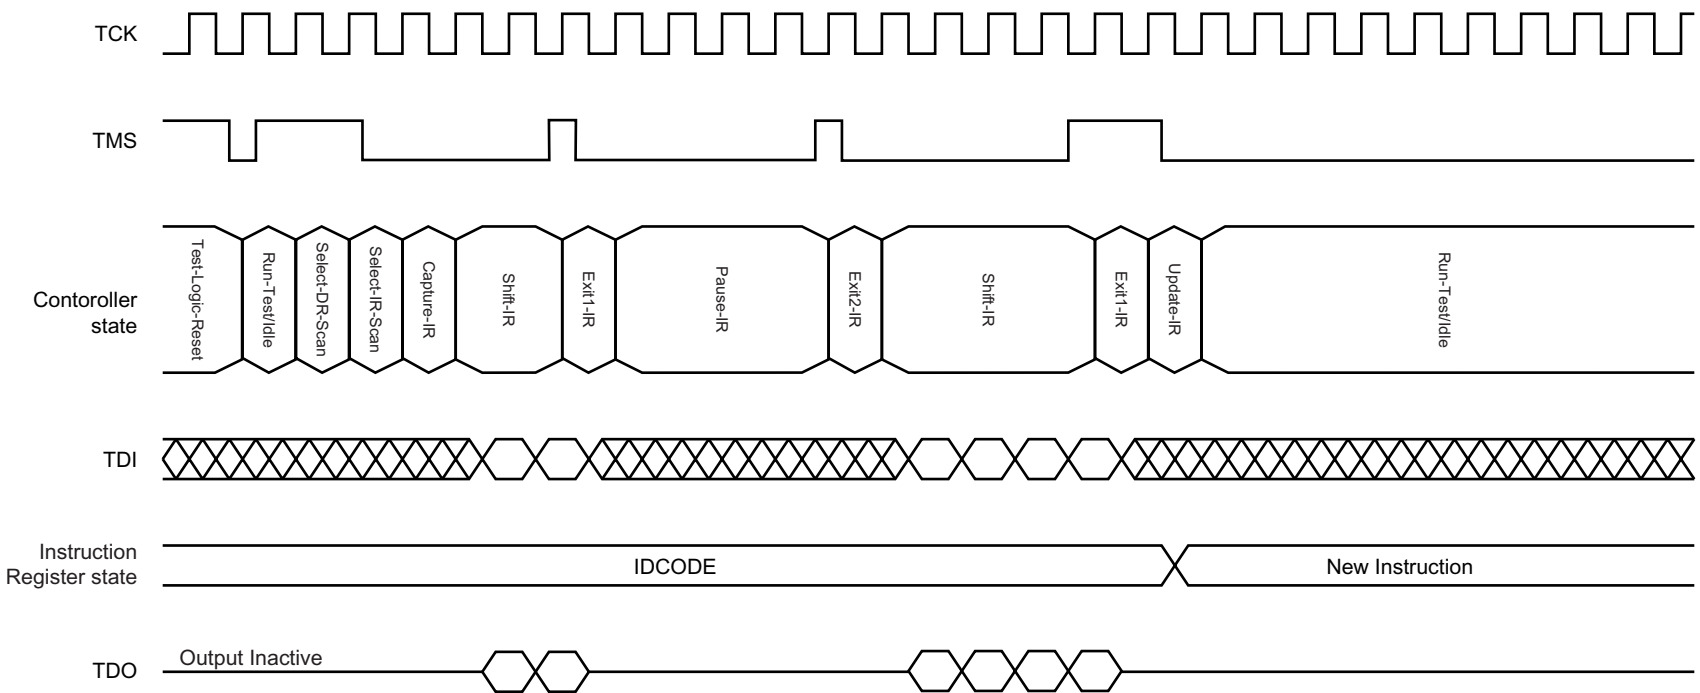 TCK
TMS
Contoroller
state
Test-Logic-Reset
Run-Test/Idle
Select-DR-Scan
Select-IR-Scan
Capture-IR
Shift-IR
Exit1-IR
Pause-IR
Exit2-IR
Shift-IR
Exit1-IR
Update-IR
Run-Test/Idle
TDI
Instruction
Register state
IDCODE
New Instruction
TDO
Output Inactive